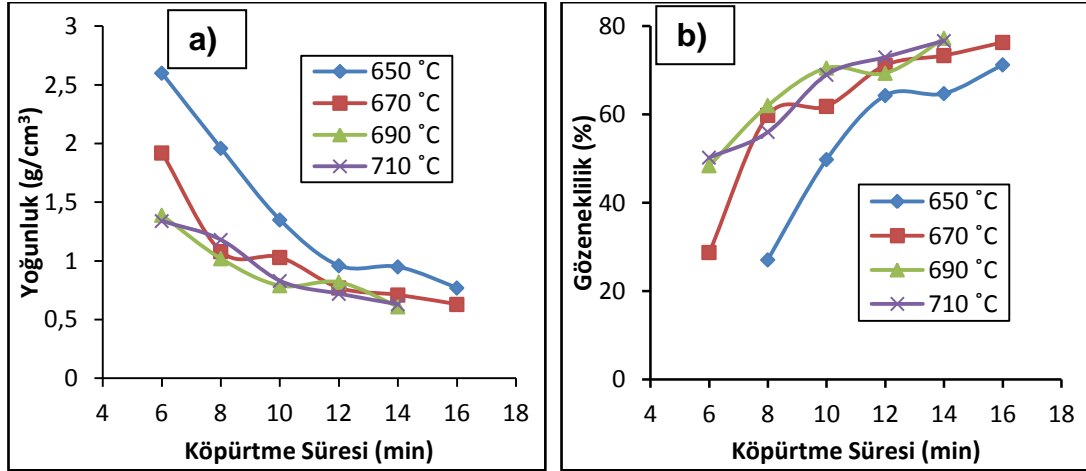 a)
Yoğunluk (g/cm³)
3
2,5
2
1,5
1
0,5
0
650 ˚C
670 ˚C
690 ˚C
710 ˚C
4 6 8 10 12 14 16 18
Köpürtme Süresi (min)
b)
Gözeneklilik (%)
80
60
40
20
0
650 ˚C
670 ˚C
690 ˚C
710 ˚C
4 6 8 10 12 14 16 18
Köpürtme Süresi (min)